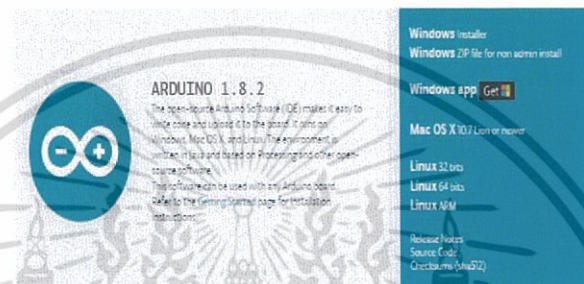 ARDUINO 1.8.2
The open-source Arduino Software (IDE) makes it easy to
write code and upload it to the board. It runs on
Windows, Mac OS X, and Linux. The environment is
written in Java and based on Processing and other open-
source software.
This software can be used with any Arduino board.
Refer to the Getting Started page for Installation
instructions.
Windows Installer
Windows ZIP file for non admin install
Windows app Get
Mac OS X 10.7 Lion or newer
Linux 32 bits
Linux 64 bits
Linux ARM
Release Notes
Source Code
Checksums (sha512)